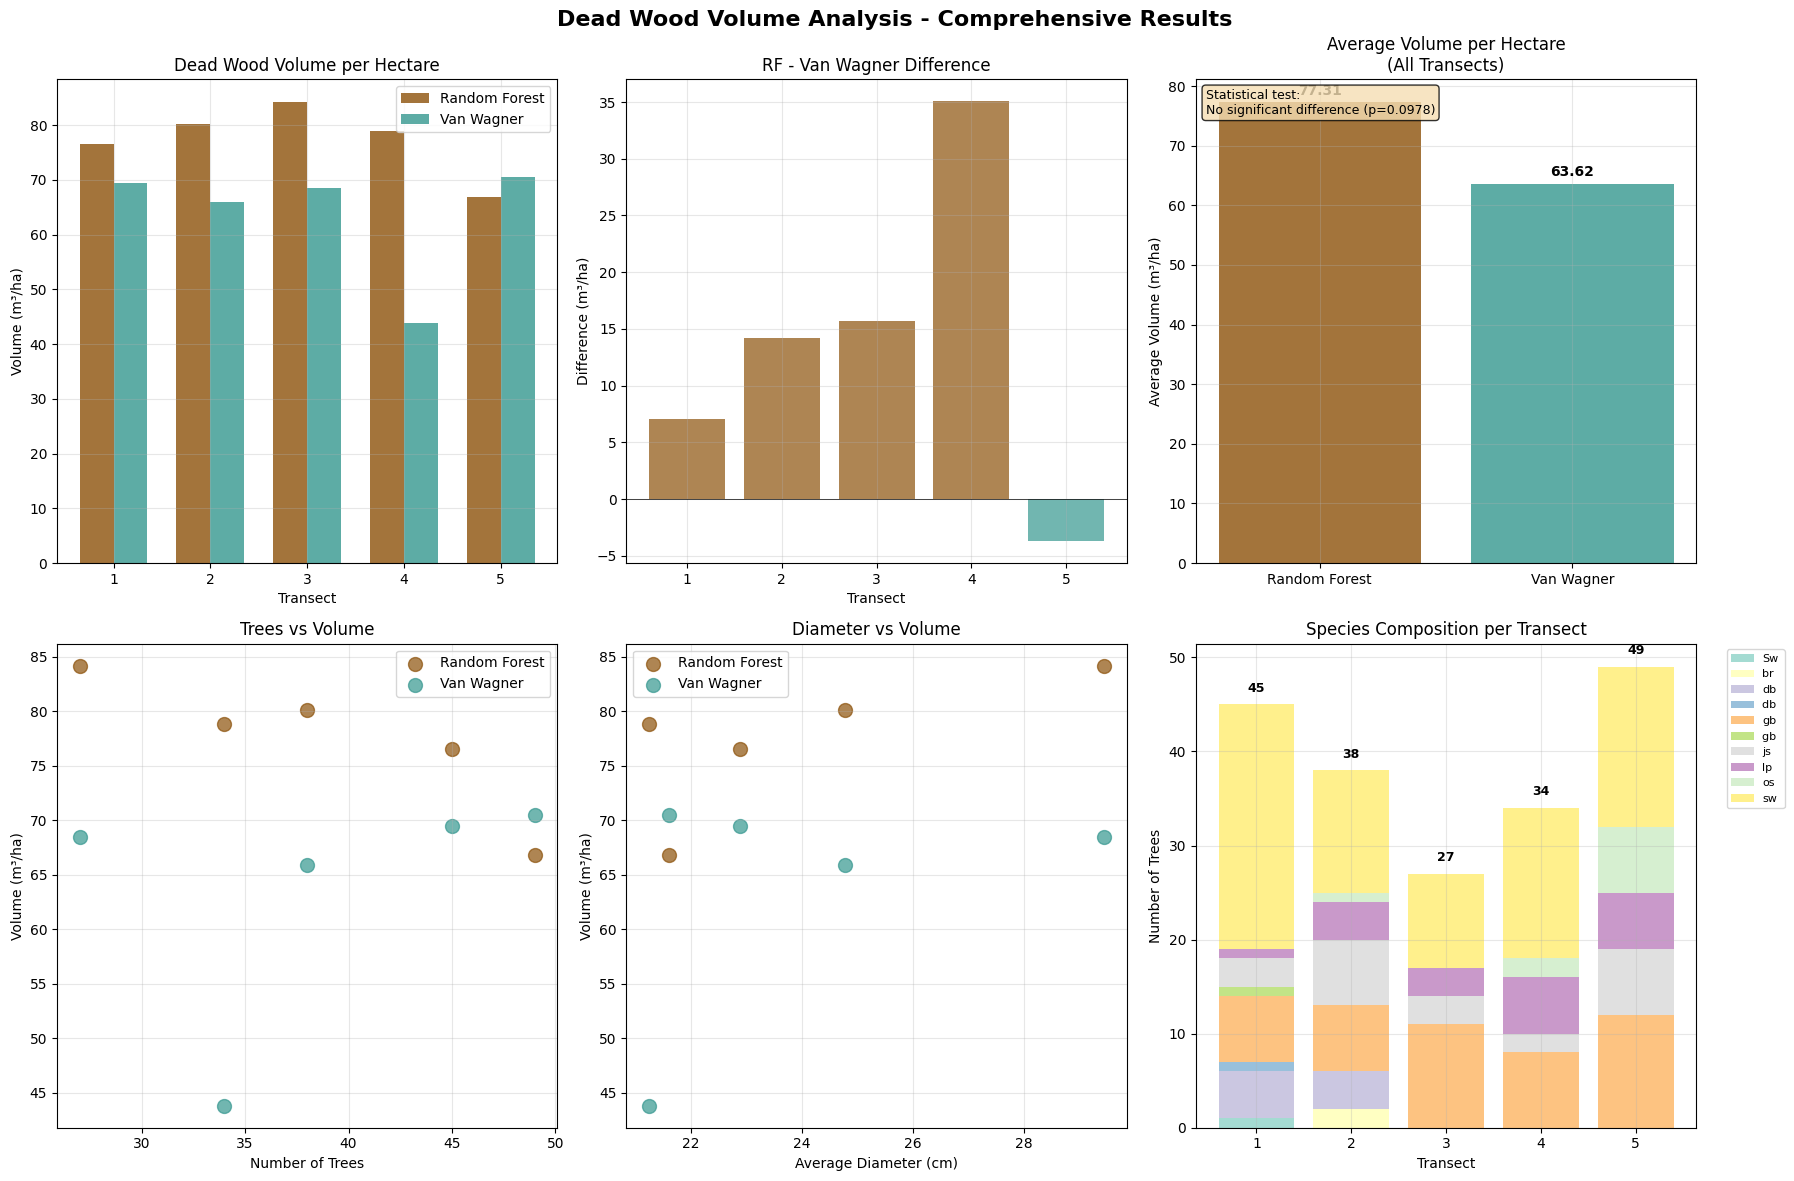 Dead Wood Volume Analysis - Comprehensive Results
Dead Wood Volume per Hectare
Random Forest
Van Wagner
Volume (m³/ha)
80
70
60
50
40
30
20
10
0
1 2 3 4 5
Transect
RF - Van Wagner Difference
Difference (m³/ha)
35
30
25
20
15
10
5
0
−5
1 2 3 4 5
Transect
Average Volume per Hectare
(All Transects)
77.31
Statistical test:
No significant difference (p=0.0978)
63.62
Average Volume (m³/ha)
80
70
60
50
40
30
20
10
0
Random Forest Van Wagner
Trees vs Volume
Random Forest
Van Wagner
Volume (m³/ha)
85
80
75
70
65
60
55
50
45
30 35 40 45 50
Number of Trees
Diameter vs Volume
Random Forest
Van Wagner
Volume (m³/ha)
85
80
75
70
65
60
55
50
45
22 24 26 28
Average Diameter (cm)
Species Composition per Transect
45
38
27
34
49
Number of Trees
50
40
30
20
10
0
1 2 3 4 5
Transect
Sw
br
db
db
gb
gb
js
lp
os
sw